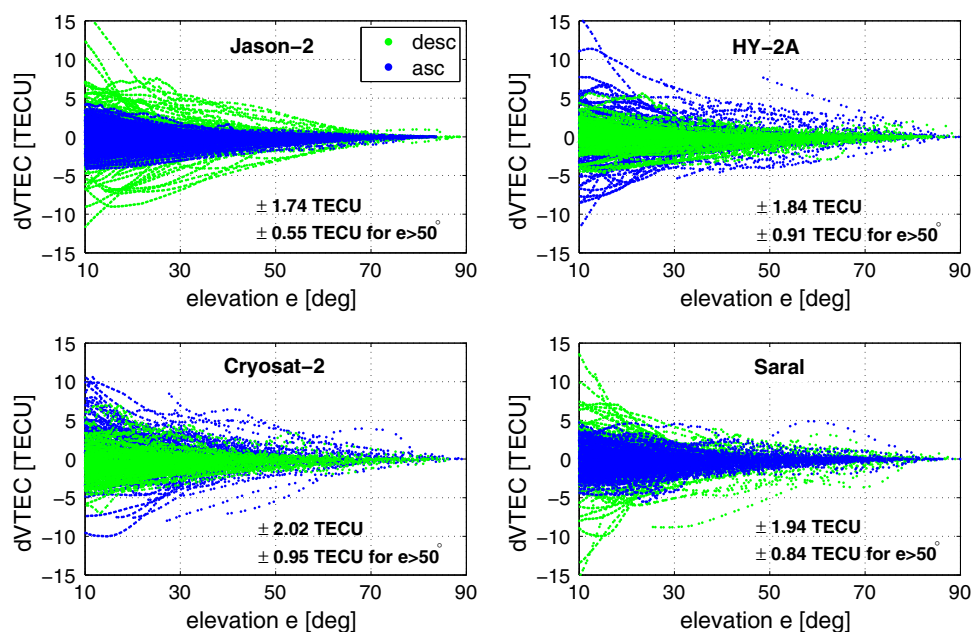 15
10
5
0
−5
−10
−15
dVTEC [TECU]
Jason−2
desc
asc
± 1.74 TECU
± 0.55 TECU for e>50°
10 30 50 70 90
elevation e [deg]
15
10
5
0
−5
−10
−15
dVTEC [TECU]
HY−2A
± 1.84 TECU
± 0.91 TECU for e>50°
10 30 50 70 90
elevation e [deg]
15
10
5
0
−5
−10
−15
dVTEC [TECU]
Cryosat−2
± 2.02 TECU
± 0.95 TECU for e>50°
10 30 50 70 90
elevation e [deg]
15
10
5
0
−5
−10
−15
dVTEC [TECU]
Saral
± 1.94 TECU
± 0.84 TECU for e>50°
10 30 50 70 90
elevation e [deg]